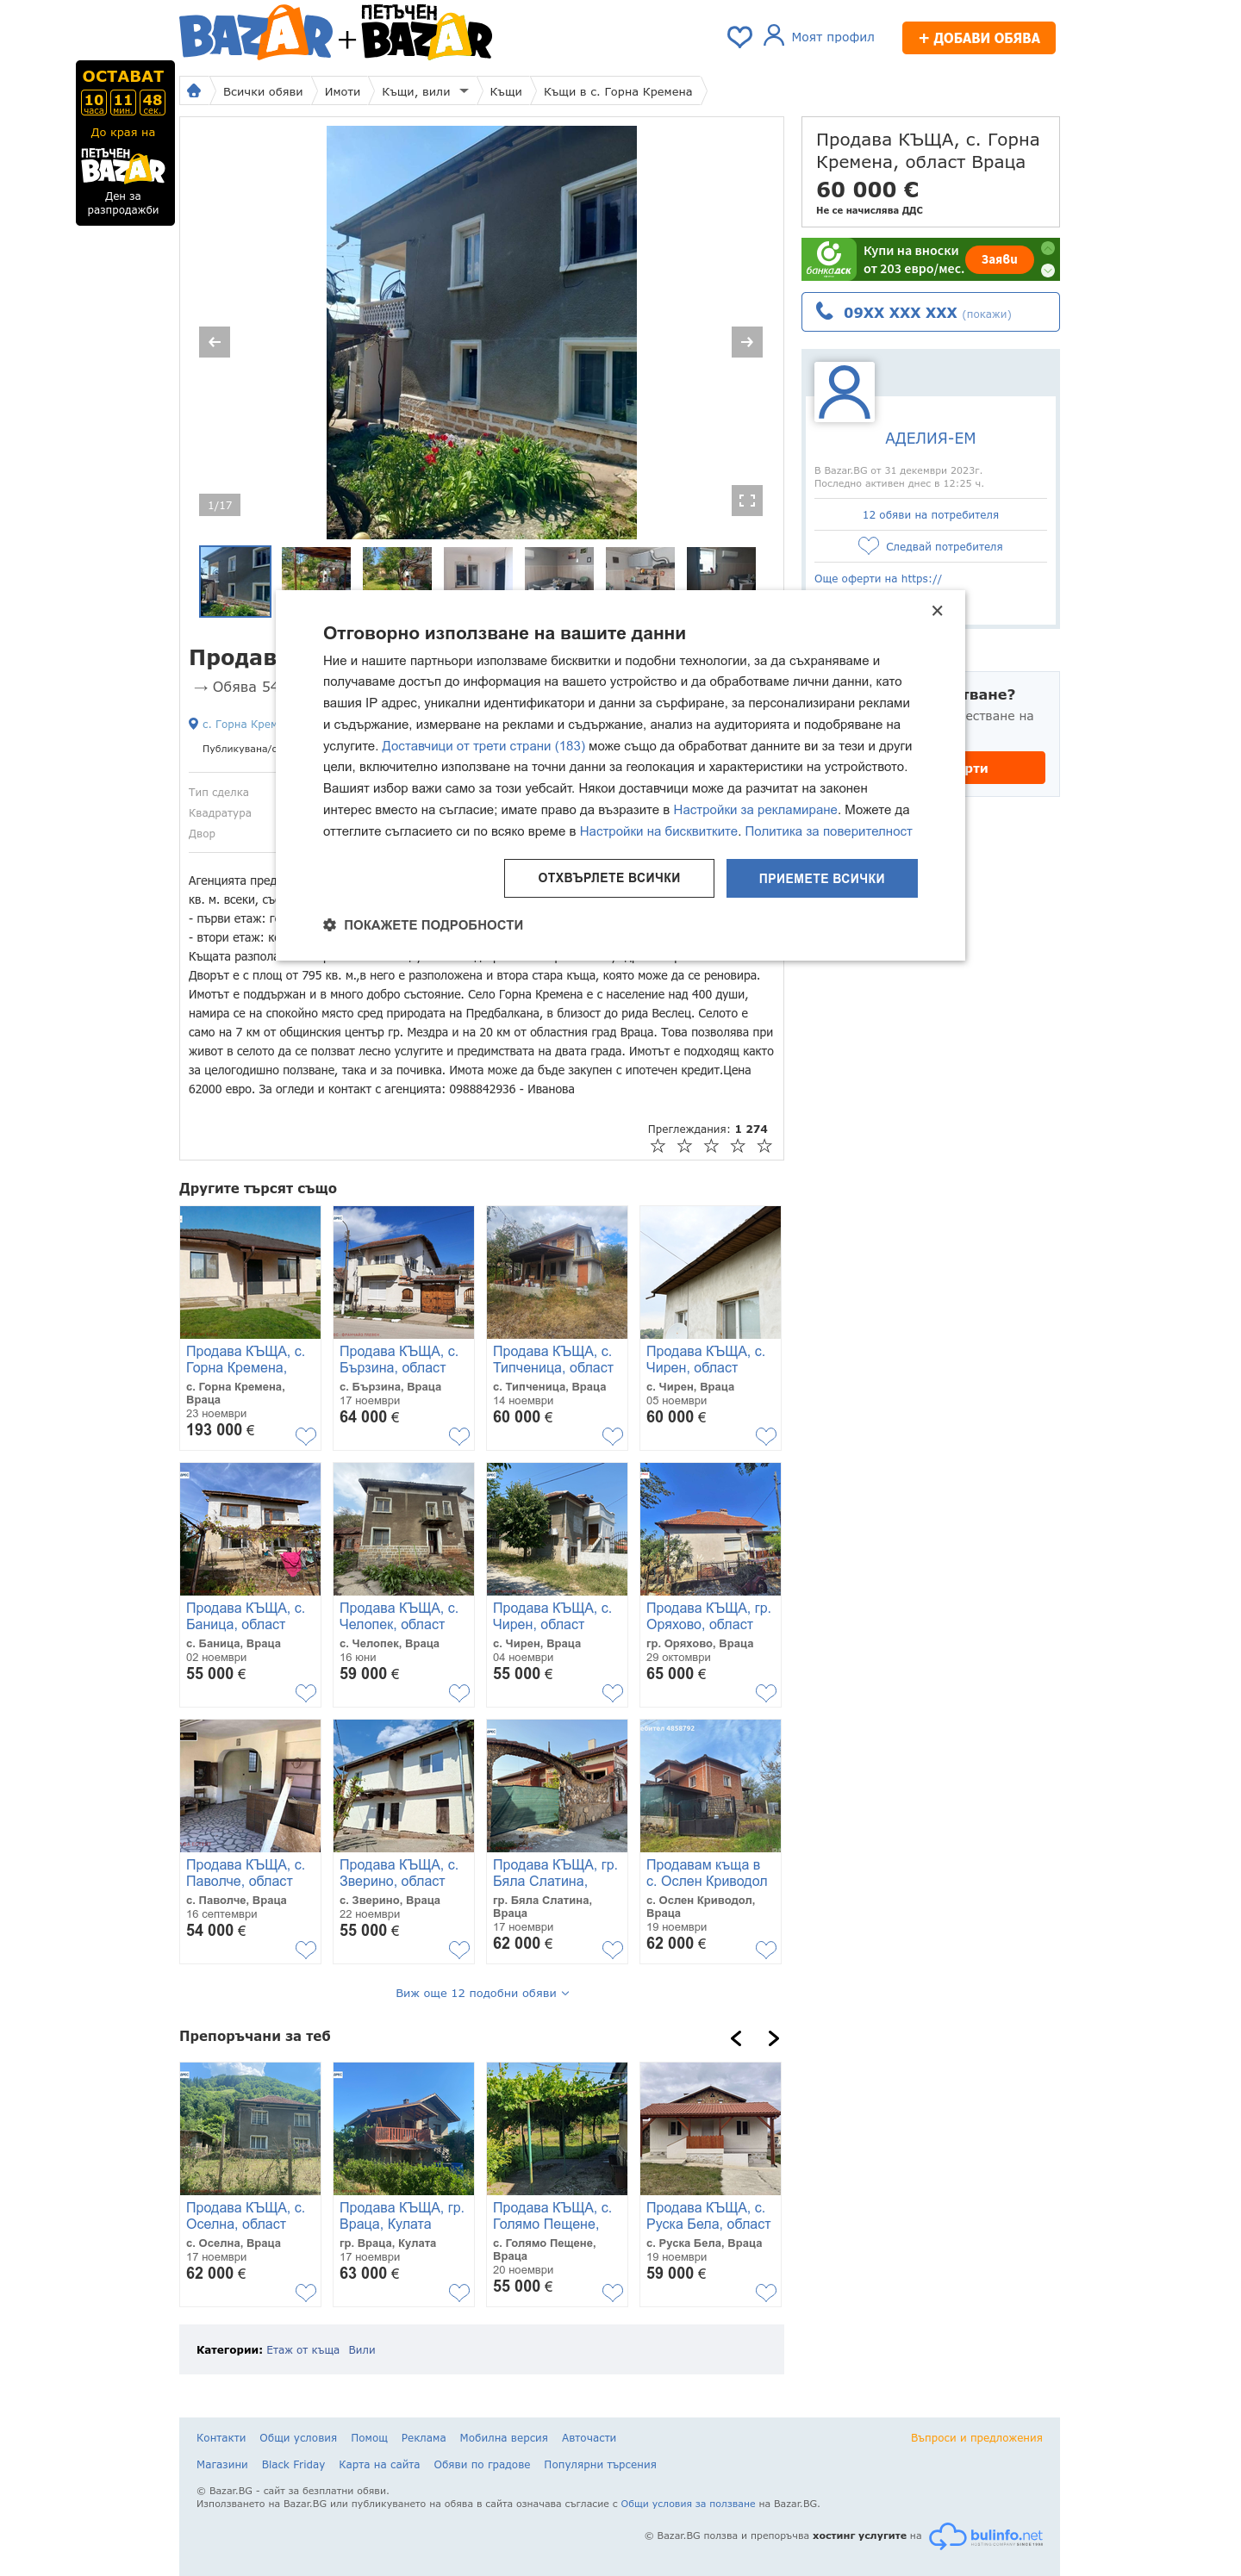 BAZAR + ПЕТЪЧЕН BAZAR
Моят профил
+ ДОБАВИ ОБЯВА
ОСТАВАТ
10 11 48
часа мин. сек.
До края на
ПЕТЪЧЕН
BAZAR
Ден за
разпродажби
Всички обяви
Имоти
Къщи, вили
Къщи
Къщи в с. Горна Кремена
1/17
Продава КЪЩА, с. Горна
Кремена, област Враца
60 000 €
Не се начислява ДДС
банка дск
Купи на вноски
от 203 евро/мес.
Заяви
09XX XXX XXX (покажи)
АДЕЛИЯ-ЕМ
В Bazar.BG от 31 декември 2023г.
Последно активен днес в 12:25 ч.
12 обяви на потребителя
Следвай потребителя
Още оферти на https://
Продав
→ Обява 54
с. Горна Крем
Публикувана/о
Тип сделка
Квадратура
Двор
×
Отговорно използване на вашите данни
Ние и нашите партньори използваме бисквитки и подобни технологии, за да съхраняваме и
получаваме достъп до информация на вашето устройство и да обработваме лични данни, като
вашия IP адрес, уникални идентификатори и данни за сърфиране, за персонализирани реклами
и съдържание, измерване на реклами и съдържание, анализ на аудиторията и подобряване на
услугите. Доставчици от трети страни (183) може също да обработват данните ви за тези и други
цели, включително използване на точни данни за геолокация и характеристики на устройството.
Вашият избор важи само за този уебсайт. Някои доставчици може да разчитат на законен
интерес вместо на съгласие; имате право да възразите в Настройки за рекламиране. Можете да
оттеглите съгласието си по всяко време в Настройки на бисквитките. Политика за поверителност
ОТХВЪРЛЕТЕ ВСИЧКИ
ПРИЕМЕТЕ ВСИЧКИ
ПОКАЖЕТЕ ПОДРОБНОСТИ
тване?
естване на
рти
Агенцията пред
кв. м. всеки, със
- първи етаж: г
- втори етаж: к
Къщата разпола
Дворът е с площ от 795 кв. м.,в него е разположена и втора стара къща, която може да се реновира.
Имотът е поддържан и в много добро състояние. Село Горна Кремена е с население над 400 души,
намира се на спокойно място сред природата на Предбалкана, в близост до рида Веслец. Селото е
само на 7 км от общинския център гр. Мездра и на 20 км от областния град Враца. Това позволява при
живот в селото да се ползват лесно услугите и предимствата на двата града. Имотът е подходящ както
за целогодишно ползване, така и за почивка. Имота може да бъде закупен с ипотечен кредит.Цена
62000 евро. За огледи и контакт с агенцията: 0988842936 - Иванова
Преглеждания: 1 274
Другите търсят също
Продава КЪЩА, с.
Горна Кремена,
с. Горна Кремена,
Враца
23 ноември
193 000 €
Продава КЪЩА, с.
Бързина, област
с. Бързина, Враца
17 ноември
64 000 €
Продава КЪЩА, с.
Типченица, област
с. Типченица, Враца
14 ноември
60 000 €
Продава КЪЩА, с.
Чирен, област
с. Чирен, Враца
05 ноември
60 000 €
Продава КЪЩА, с.
Баница, област
с. Баница, Враца
02 ноември
55 000 €
Продава КЪЩА, с.
Челопек, област
с. Челопек, Враца
16 юни
59 000 €
Продава КЪЩА, с.
Чирен, област
с. Чирен, Враца
04 ноември
55 000 €
Продава КЪЩА, гр.
Оряхово, област
гр. Оряхово, Враца
29 октомври
65 000 €
Продава КЪЩА, с.
Паволче, област
с. Паволче, Враца
16 септември
54 000 €
Продава КЪЩА, с.
Зверино, област
с. Зверино, Враца
22 ноември
55 000 €
Продава КЪЩА, гр.
Бяла Слатина,
гр. Бяла Слатина,
Враца
17 ноември
62 000 €
Продавам къща в
с. Ослен Криводол
с. Ослен Криводол,
Враца
19 ноември
62 000 €
Виж още 12 подобни обяви
Препоръчани за теб
Продава КЪЩА, с.
Оселна, област
с. Оселна, Враца
17 ноември
62 000 €
Продава КЪЩА, гр.
Враца, Кулата
гр. Враца, Кулата
17 ноември
63 000 €
Продава КЪЩА, с.
Голямо Пещене,
с. Голямо Пещене,
Враца
20 ноември
55 000 €
Продава КЪЩА, с.
Руска Бела, област
с. Руска Бела, Враца
19 ноември
59 000 €
Категории: Етаж от къща Вили
Контакти Общи условия Помощ Реклама Мобилна версия Авточасти
Въпроси и предложения
Магазини Black Friday Карта на сайта Обяви по градове Популярни търсения
© Bazar.BG - сайт за безплатни обяви.
Използването на Bazar.BG или публикуването на обява в сайта означава съгласие с Общи условия за ползване на Bazar.BG.
© Bazar.BG ползва и препоръчва хостинг услугите на bulinfo.net